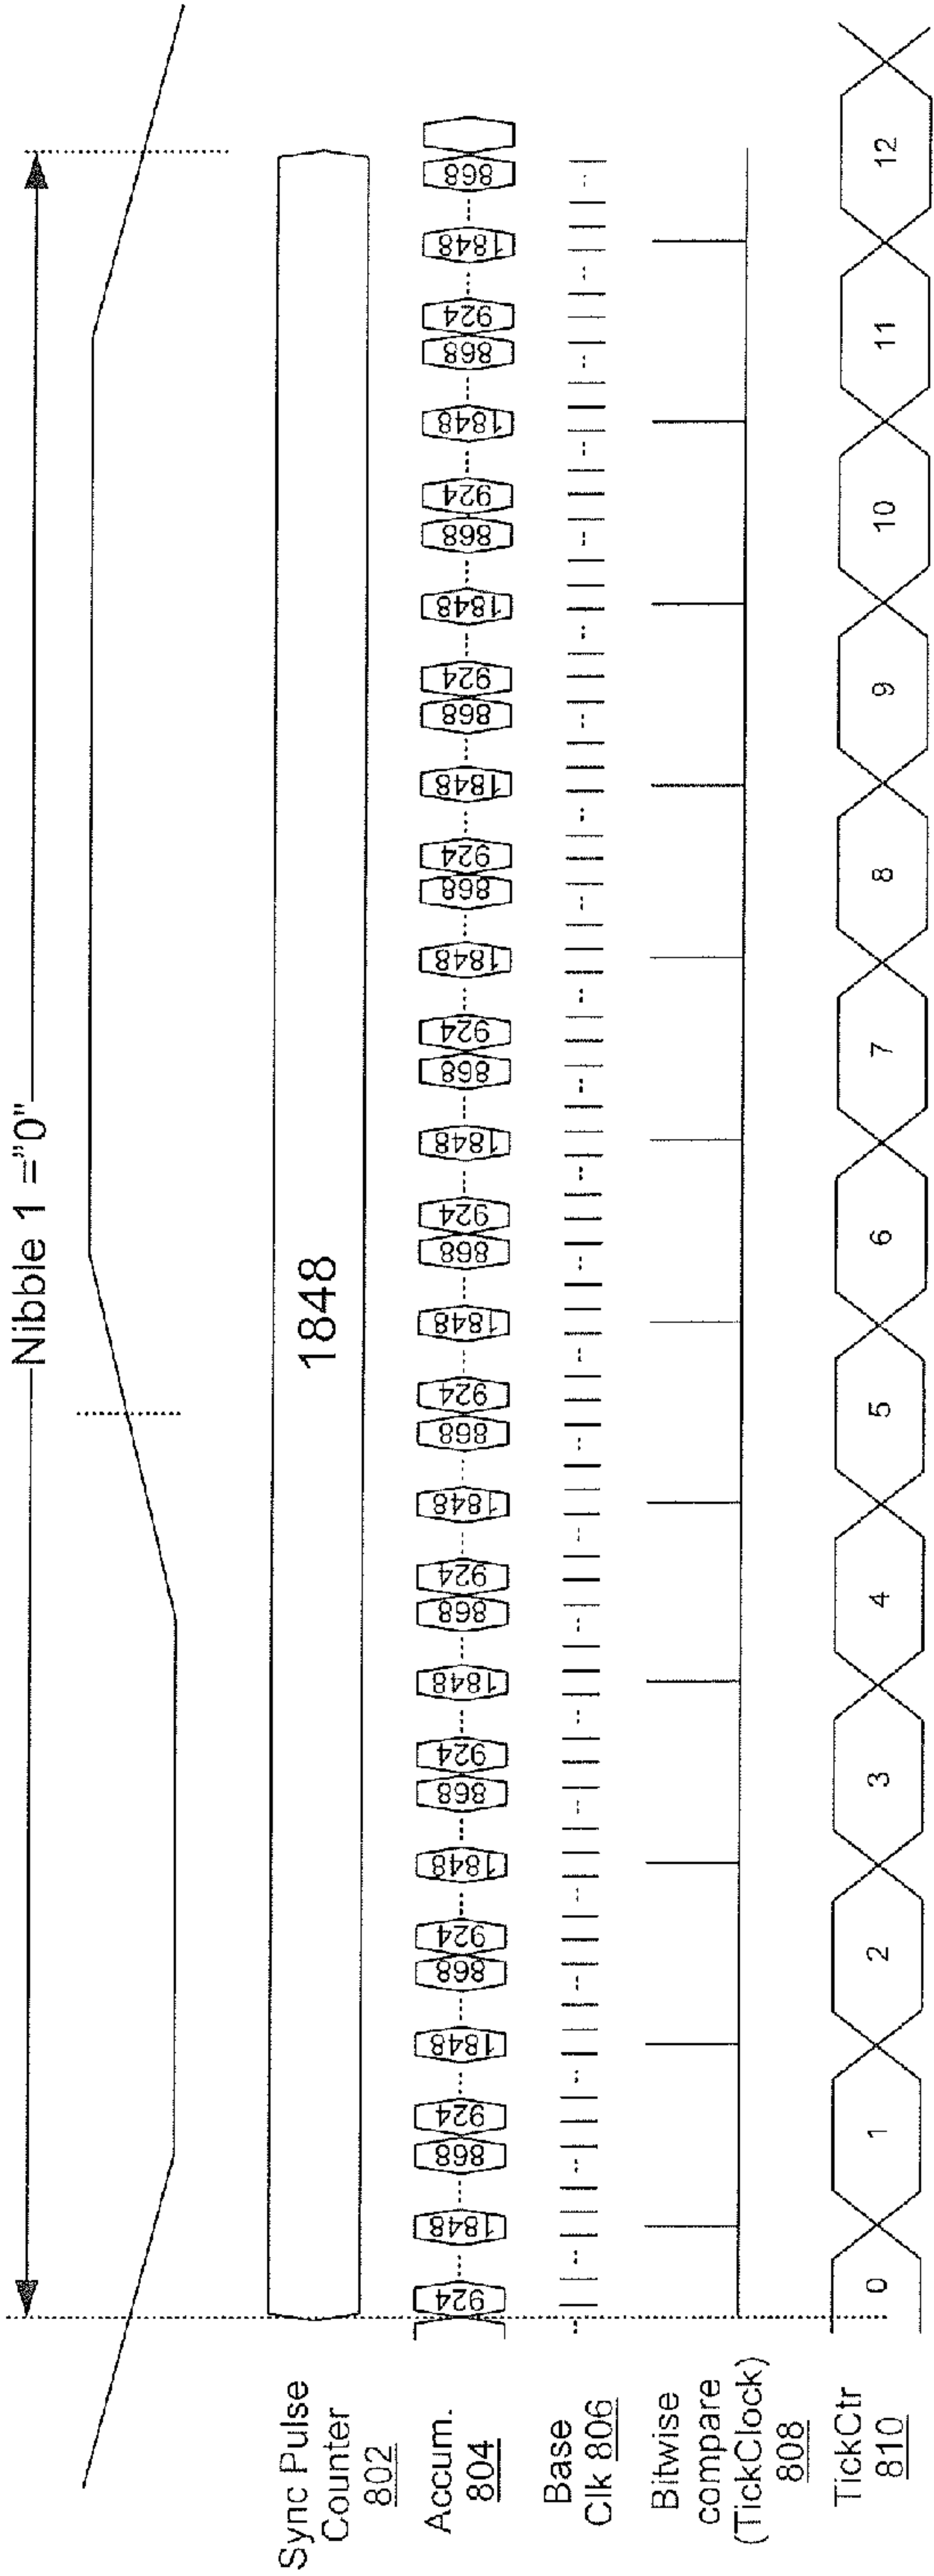 Nibble 1 ="0"
Sync Pulse
Counter
802
1848
Accum.
804
924 1848 868 924 1848 868 924 1848 868 924 1848 868 924 1848 868 924 1848 868 924 1848 868 924 1848 868 924 1848 868 924 1848 868 924 1848 868 924 1848 868
Base
Clk 806
Bitwise
compare
(TickClock)
808
TickCtr
810
0 1 2 3 4 5 6 7 8 9 10 11 12